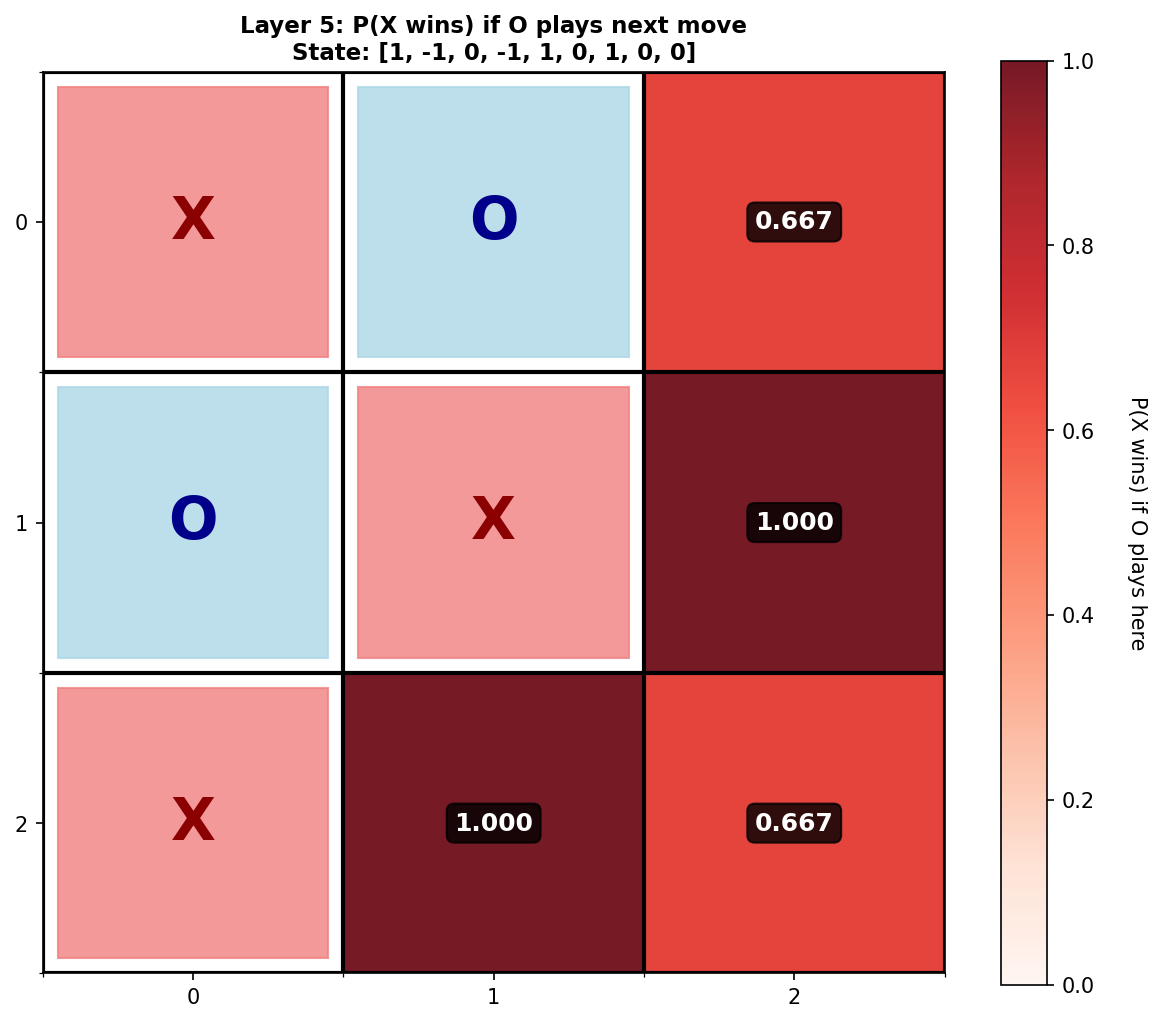 Layer 5: P(X wins) if O plays next move
State: [1, -1, 0, -1, 1, 0, 1, 0, 0]
0
X
O
0.667
1
O
X
1.000
2
X
1.000
0.667
0
1
2
1.0
0.8
0.6
0.4
0.2
0.0
P(X wins) if O plays here